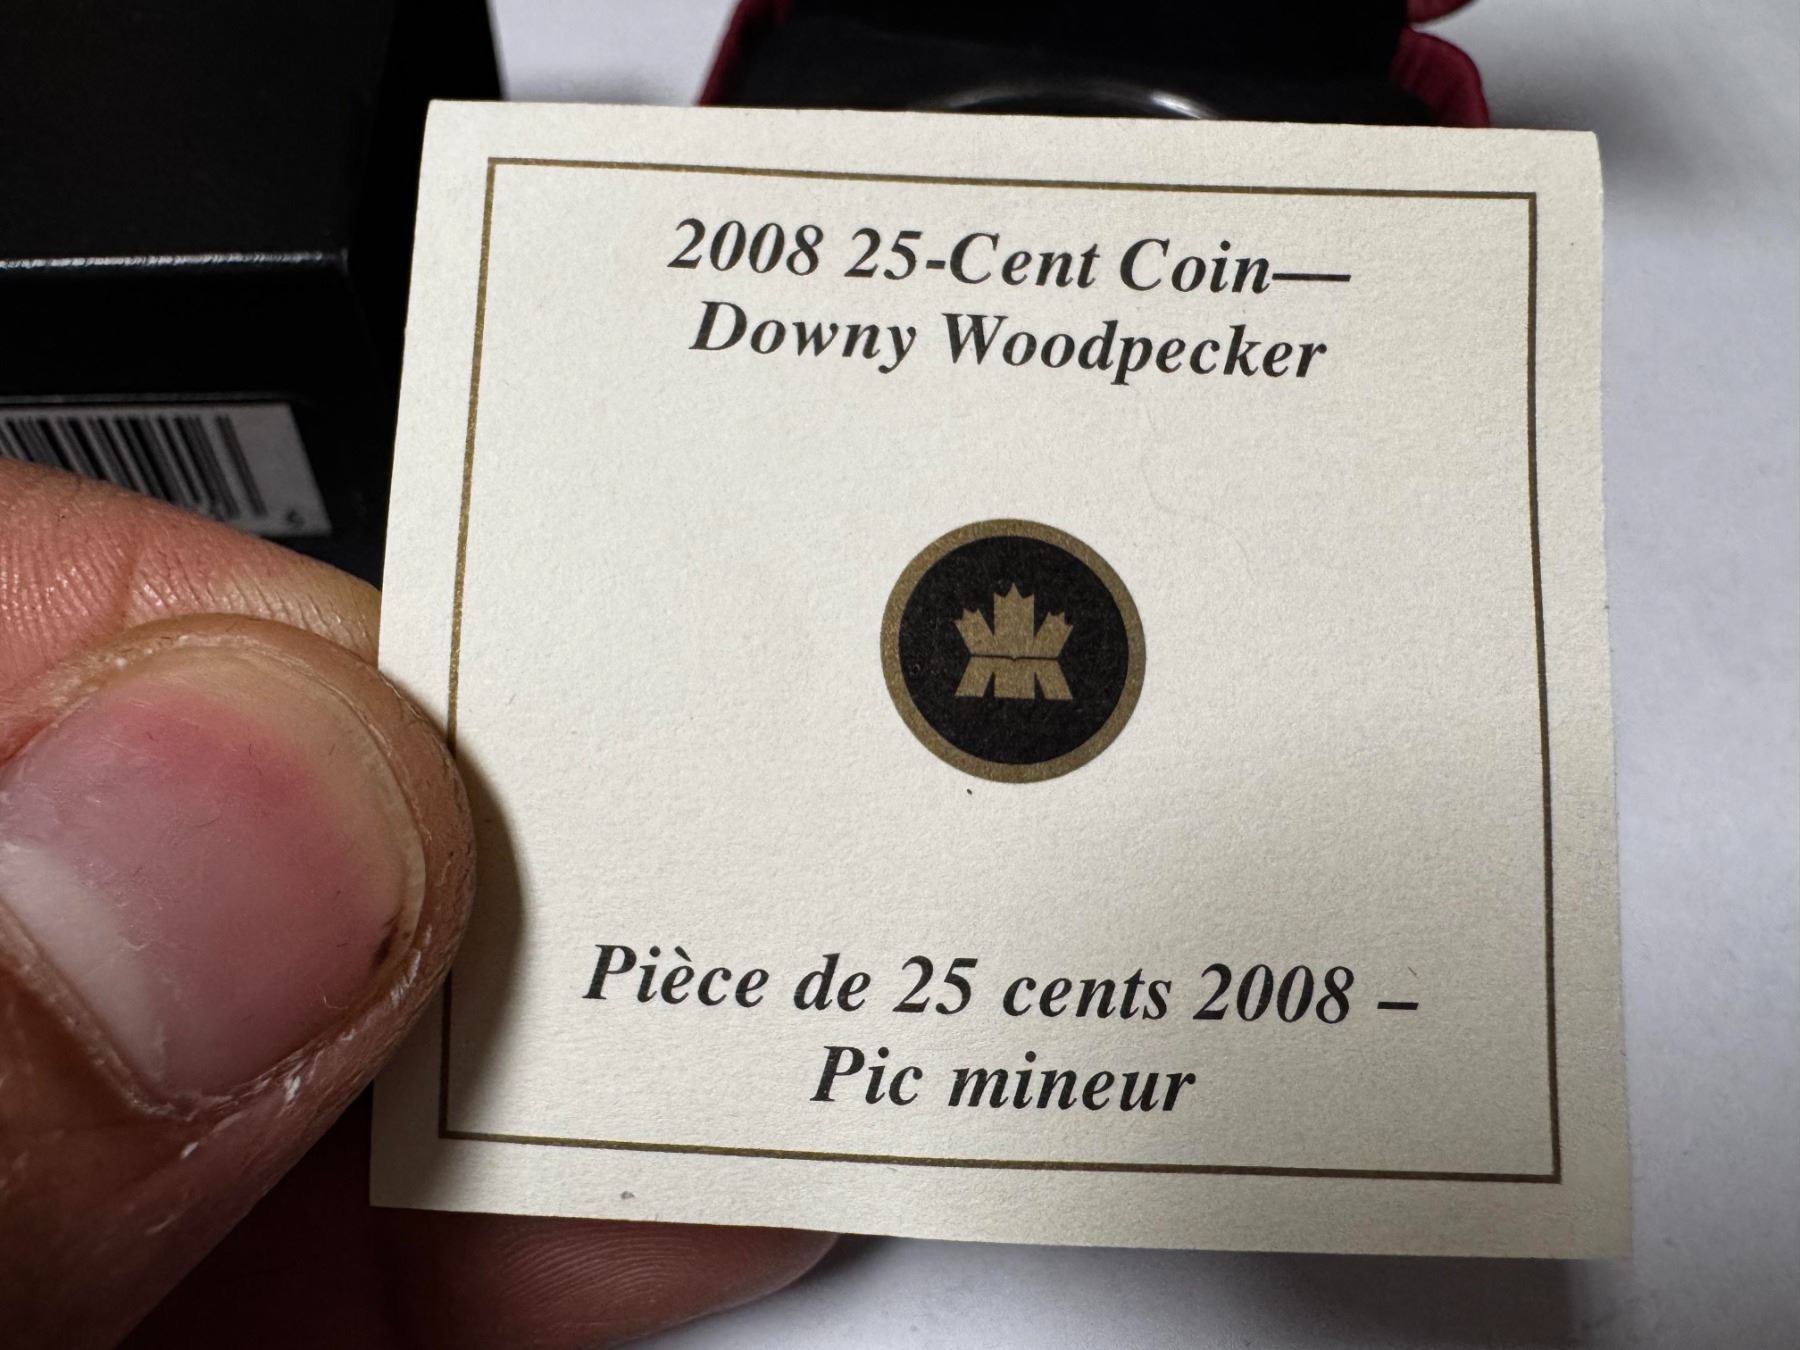 2008 25-Cent Coin—
Downy Woodpecker
Pièce de 25 cents 2008 –
Pic mineur